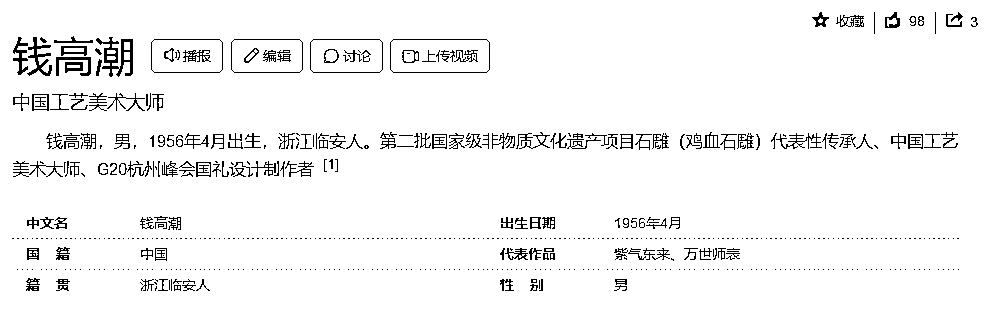 收藏 98 3
钱高潮 播报 编辑 讨论 上传视频
中国工艺美术大师
钱高潮，男，1956年4月出生，浙江临安人。第二批国家级非物质文化遗产项目石雕（鸡血石雕）代表性传承人、中国工艺
美术大师、G20杭州峰会国礼设计制作者 [1]
中文名 钱高潮 出生日期 1956年4月
国 籍 中国 代表作品 紫气东来、万世师表
籍 贯 浙江临安人 性 别 男